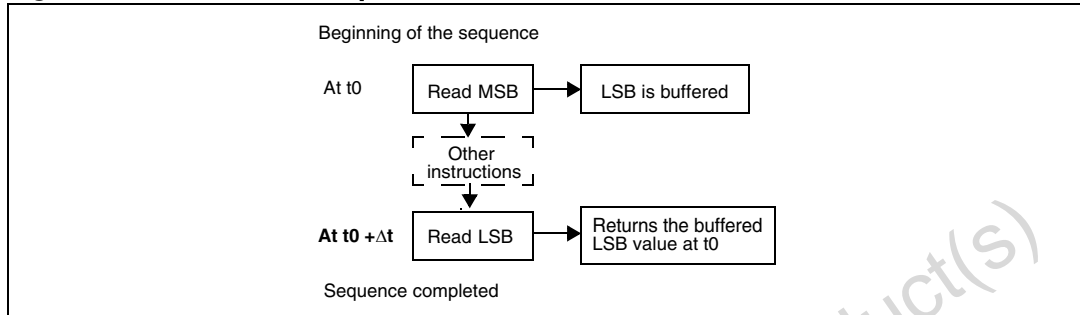 Beginning of the sequence
At t0
Read MSB
LSB is buffered
Other
instructions
At t0 +Δt
Read LSB
Returns the buffered
LSB value at t0
Sequence completed